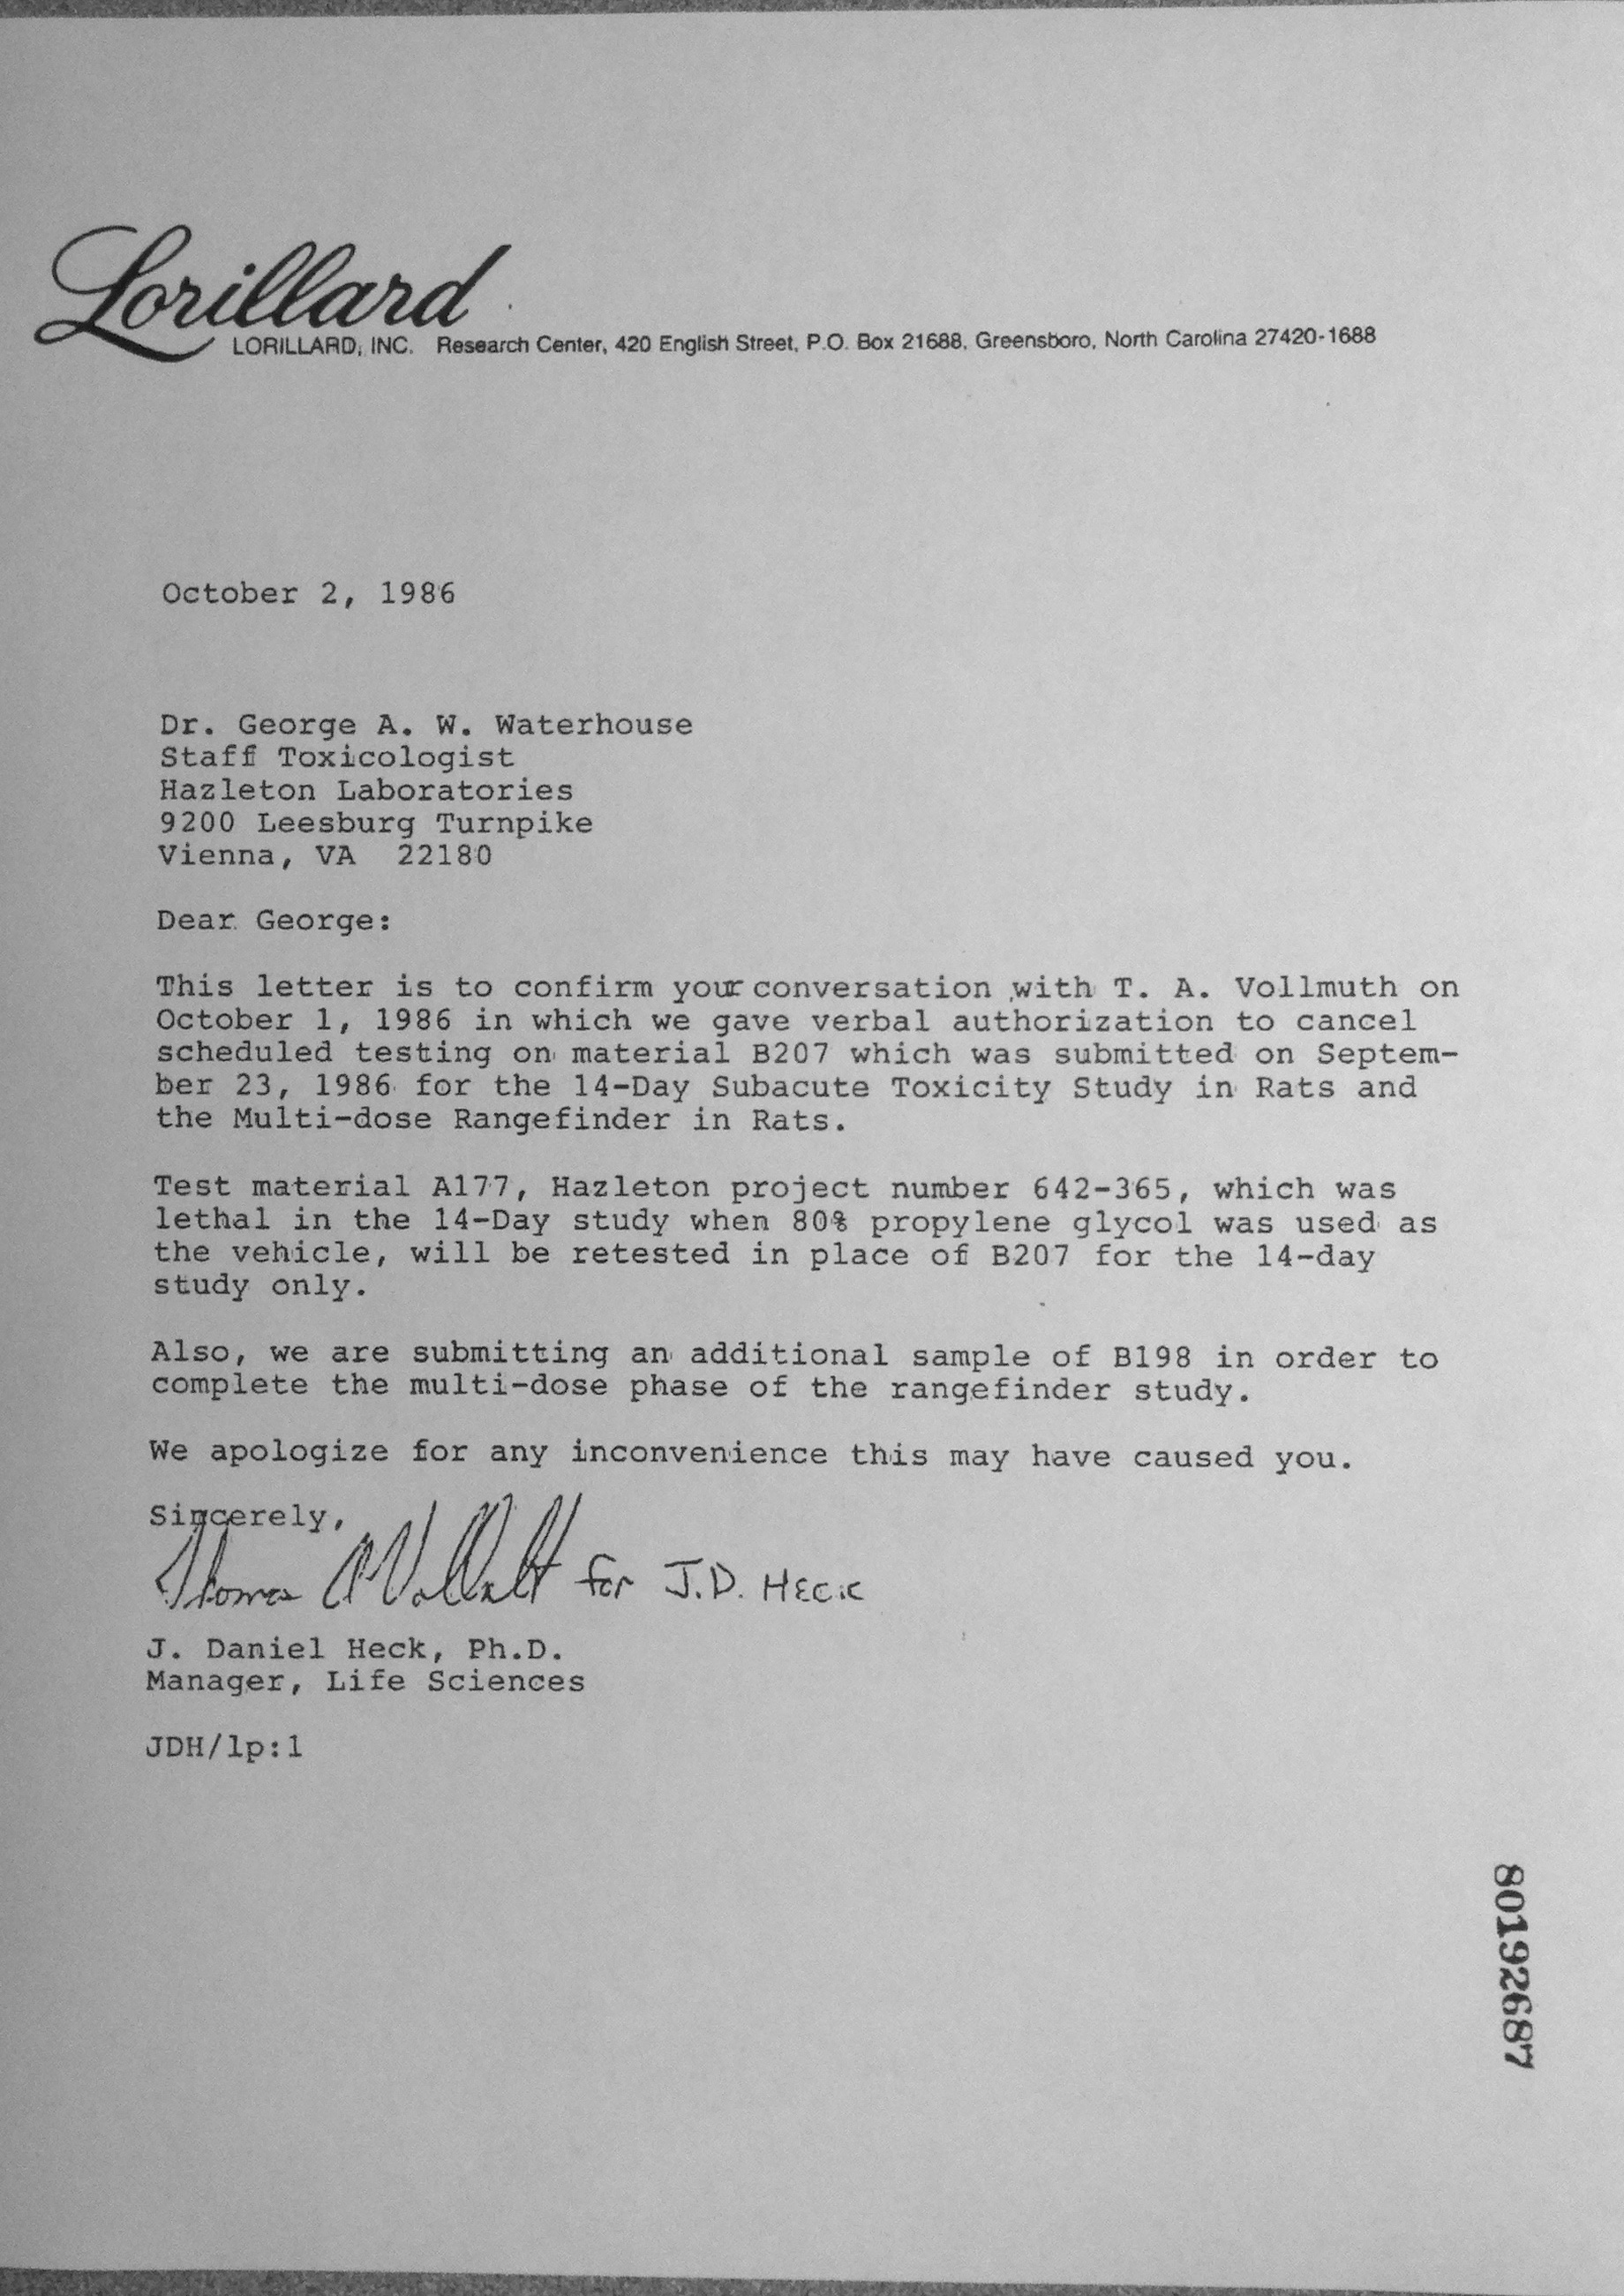 Lorillard
LORILLARD, INC. Research Center, 420 English Street, P.O. Box 21688, Greensboro, North Carolina 27420-1688
October 2, 1986
Dr. George A. W. Waterhouse
Staff Toxicologist
Hazleton Laboratories
9200 Leesburg Turnpike
Vienna, VA 22180
Dear George:
This letter is to confirm your conversation with T. A. Vollmuth on
October 1, 1986 in which we gave verbal authorization to cancel
scheduled testing on material B207 which was submitted on Septem-
ber 23, 1986 for the 14-Day Subacute Toxicity Study in Rats and
the Multi-dose Rangefinder in Rats.
Test material A177, Hazleton project number 642-365, which was
lethal in the 14-Day study when 80% propylene glycol was used as
the vehicle, will be retested in place of B207 for the 14-day
study only.
Also, we are submitting an additional sample of B198 in order to
complete the multi-dose phase of the rangefinder study.
We apologize for any inconvenience this may have caused you.
Sincerely,
Thomas A Vollmuth for J.D. HECK
J. Daniel Heck, Ph.D.
Manager, Life Sciences
JDH/lp:1
80192687